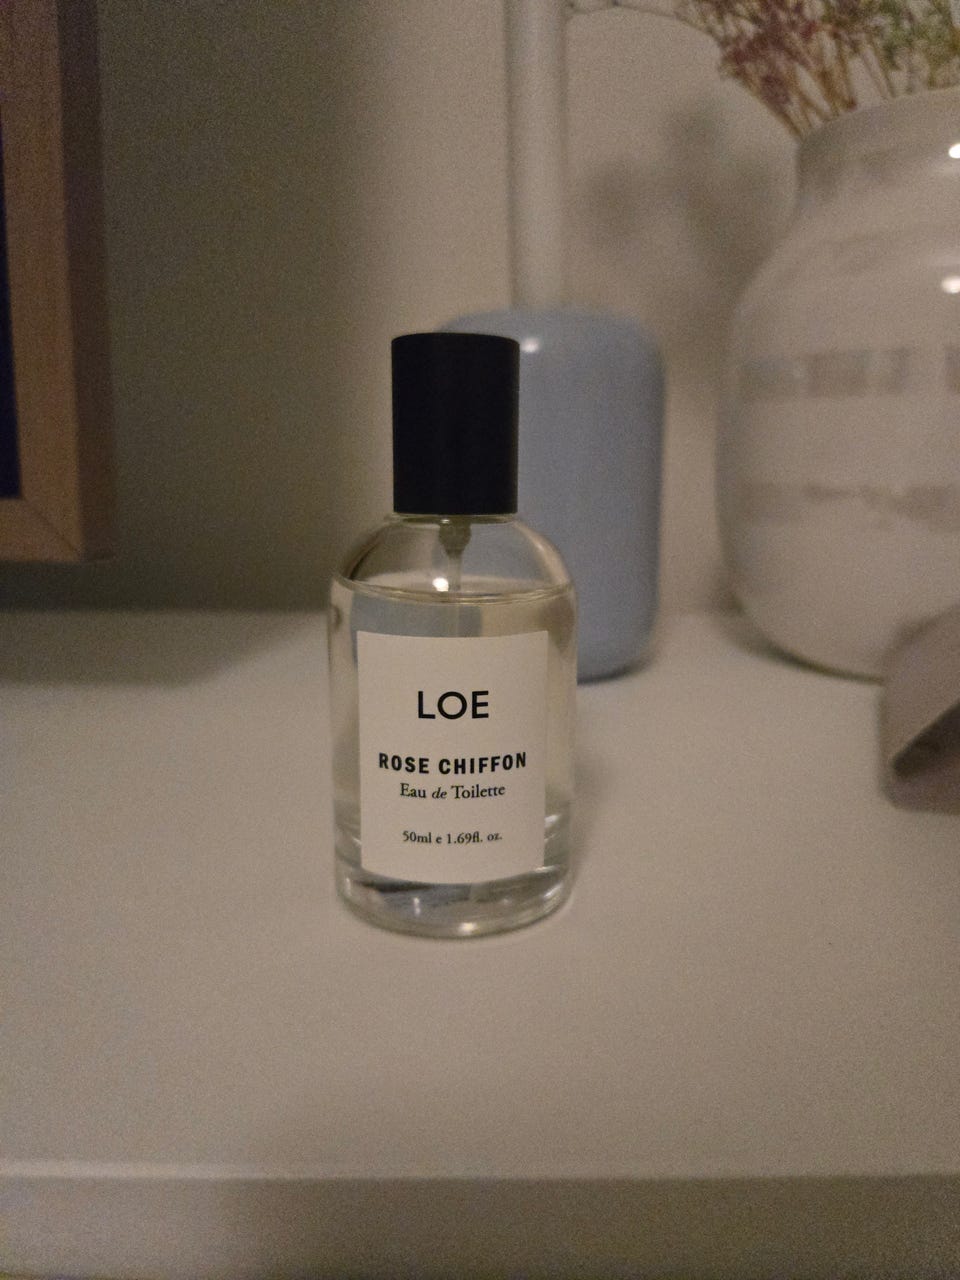 LOE
ROSE CHIFFON
Eau de Toilette
50ml e 1.69fl. oz.